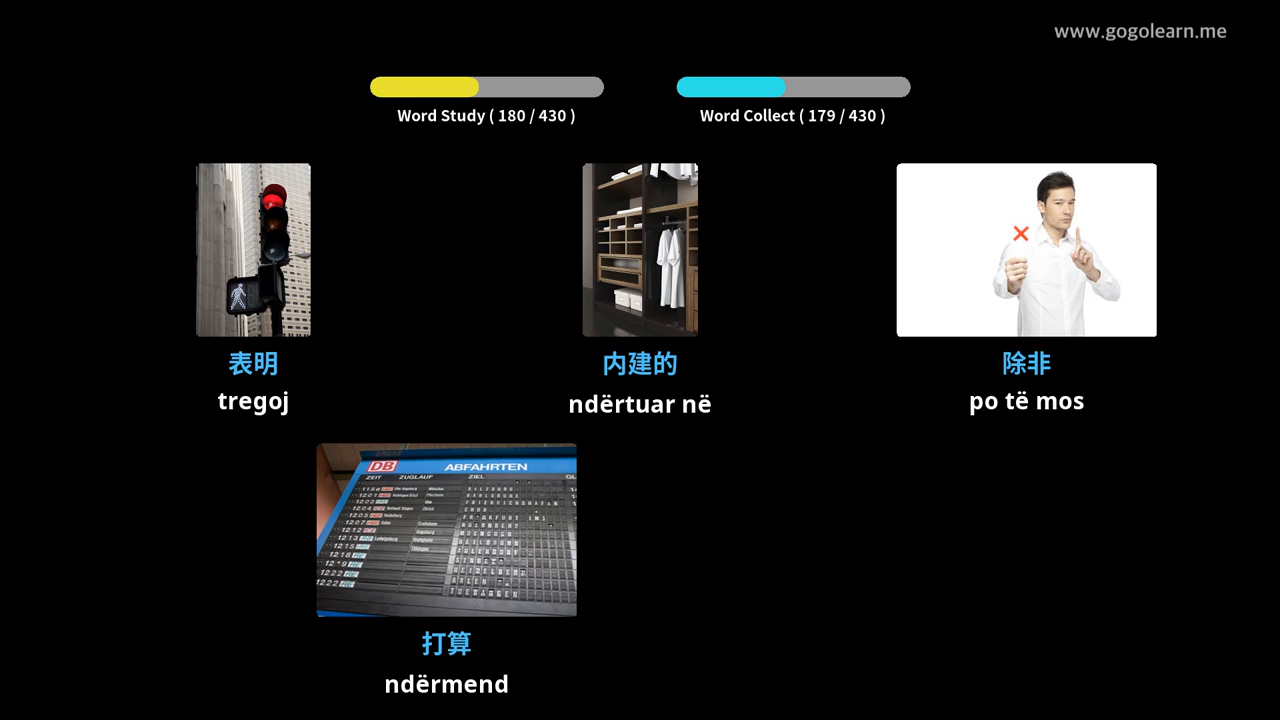 www.gogolearn.me
Word Study ( 180 / 430 )
Word Collect ( 179 / 430 )
表明
tregoj
内建的
ndërtuar në
除非
po të mos
DB ABFAHRTEN
ZEIT ZUGLAUF ZIEL
打算
ndërmend